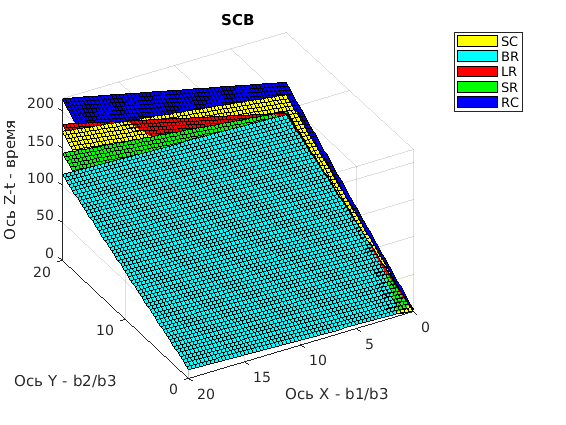 SCB
SC
BR
LR
SR
RC
Ось Z-t - время
200
150
100
50
0
20
10
0
Ось Y - b2/b3
20
15
10
5
0
Ось X - b1/b3